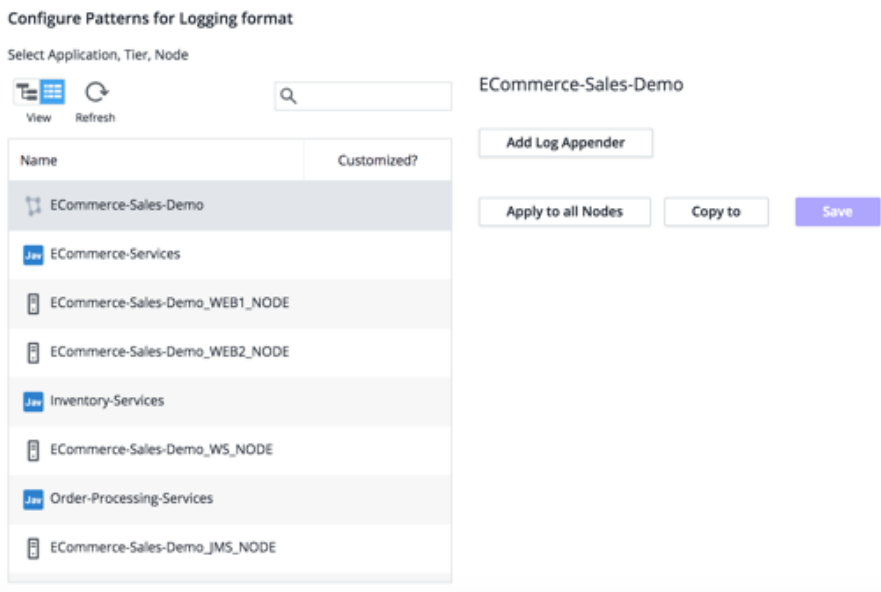 Configure Patterns for Logging format
Select Application, Tier, Node
View Refresh
Name Customized?
ECommerce-Sales-Demo
Jav ECommerce-Services
ECommerce-Sales-Demo_WEB1_NODE
ECommerce-Sales-Demo_WEB2_NODE
Jav Inventory-Services
ECommerce-Sales-Demo_WS_NODE
Jav Order-Processing-Services
ECommerce-Sales-Demo_JMS_NODE
ECommerce-Sales-Demo
Add Log Appender
Apply to all Nodes Copy to Save